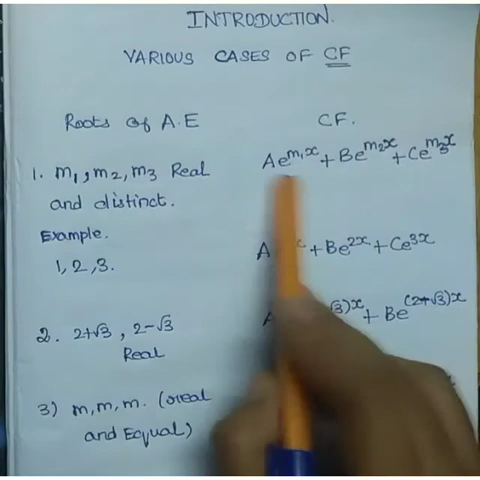 INTRODUCTION.
VARIOUS CASES OF CF
Roots of A.E CF.
1. m₁, m₂, m₃ Real Ae^m₁x + Be^m₂x + Ce^m₃x
and distinct.
Example.
1, 2, 3. A + Be^2x + Ce^3x
2. 2+√3, 2-√3 √3)x + Be^(2+√3)x
Real
3) m, m, m. (real
and Equal)